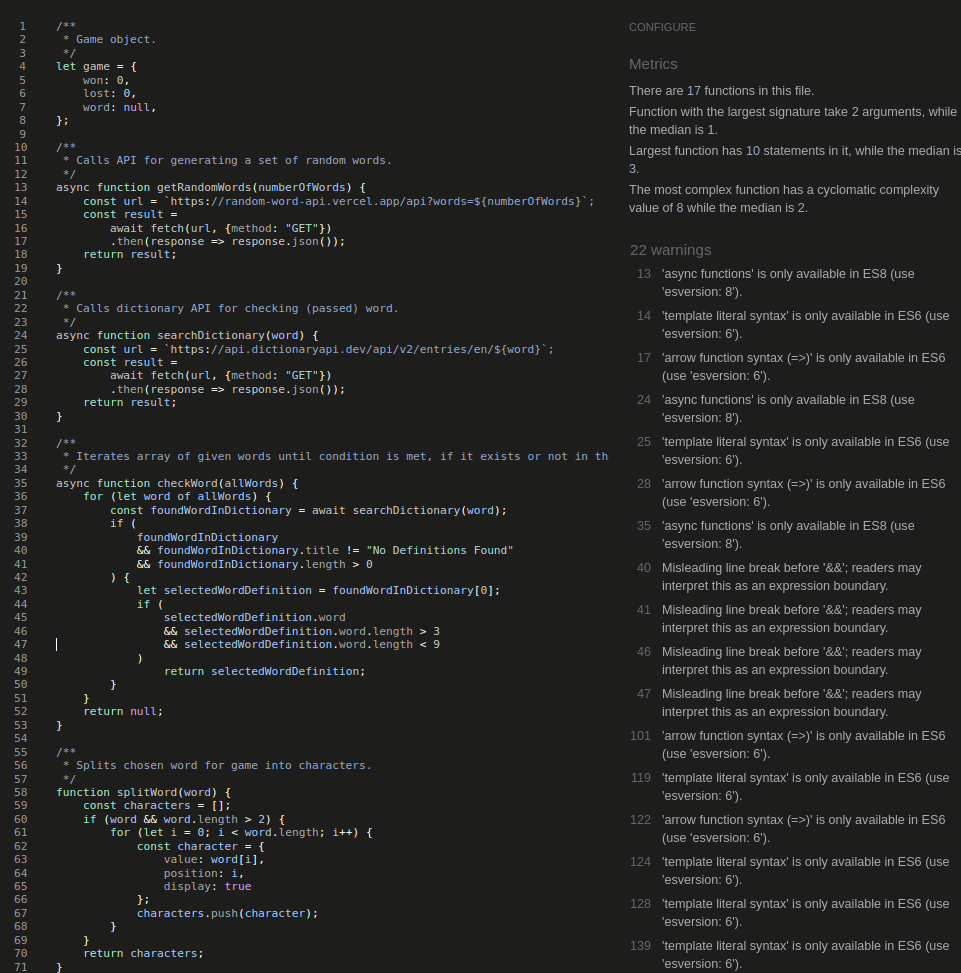 1 /**
2  * Game object.
3  */
4 let game = {
5     won: 0,
6     lost: 0,
7     word: null,
8 };
9
10 /**
11  * Calls API for generating a set of random words.
12  */
13 async function getRandomWords(numberOfWords) {
14     const url = `https://random-word-api.vercel.app/api?words=${numberOfWords}`;
15     const result =
16         await fetch(url, {method: "GET"})
17         .then(response => response.json());
18     return result;
19 }
20
21 /**
22  * Calls dictionary API for checking (passed) word.
23  */
24 async function searchDictionary(word) {
25     const url = `https://api.dictionaryapi.dev/api/v2/entries/en/${word}`;
26     const result =
27         await fetch(url, {method: "GET"})
28         .then(response => response.json());
29     return result;
30 }
31
32 /**
33  * Iterates array of given words until condition is met, if it exists or not in th
34  */
35 async function checkWord(allWords) {
36     for (let word of allWords) {
37         const foundWordInDictionary = await searchDictionary(word);
38         if (
39             foundWordInDictionary
40             && foundWordInDictionary.title != "No Definitions Found"
41             && foundWordInDictionary.length > 0
42         ) {
43             let selectedWordDefinition = foundWordInDictionary[0];
44             if (
45                 selectedWordDefinition.word
46                 && selectedWordDefinition.word.length > 3
47                 && selectedWordDefinition.word.length < 9
48             )
49                 return selectedWordDefinition;
50         }
51     }
52     return null;
53 }
54
55 /**
56  * Splits chosen word for game into characters.
57  */
58 function splitWord(word) {
59     const characters = [];
60     if (word && word.length > 2) {
61         for (let i = 0; i < word.length; i++) {
62             const character = {
63                 value: word[i],
64                 position: i,
65                 display: true
66             };
67             characters.push(character);
68         }
69     }
70     return characters;
71 }
CONFIGURE
Metrics
There are 17 functions in this file.
Function with the largest signature take 2 arguments, while
the median is 1.
Largest function has 10 statements in it, while the median is
3.
The most complex function has a cyclomatic complexity
value of 8 while the median is 2.
22 warnings
13 'async functions' is only available in ES8 (use
'esversion: 8').
14 'template literal syntax' is only available in ES6 (use
'esversion: 6').
17 'arrow function syntax (=>)' is only available in ES6
(use 'esversion: 6').
24 'async functions' is only available in ES8 (use
'esversion: 8').
25 'template literal syntax' is only available in ES6 (use
'esversion: 6').
28 'arrow function syntax (=>)' is only available in ES6
(use 'esversion: 6').
35 'async functions' is only available in ES8 (use
'esversion: 8').
40 Misleading line break before '&&'; readers may
interpret this as an expression boundary.
41 Misleading line break before '&&'; readers may
interpret this as an expression boundary.
46 Misleading line break before '&&'; readers may
interpret this as an expression boundary.
47 Misleading line break before '&&'; readers may
interpret this as an expression boundary.
101 'arrow function syntax (=>)' is only available in ES6
(use 'esversion: 6').
119 'template literal syntax' is only available in ES6 (use
'esversion: 6').
122 'arrow function syntax (=>)' is only available in ES6
(use 'esversion: 6').
124 'template literal syntax' is only available in ES6 (use
'esversion: 6').
128 'template literal syntax' is only available in ES6 (use
'esversion: 6').
139 'template literal syntax' is only available in ES6 (use
'esversion: 6').